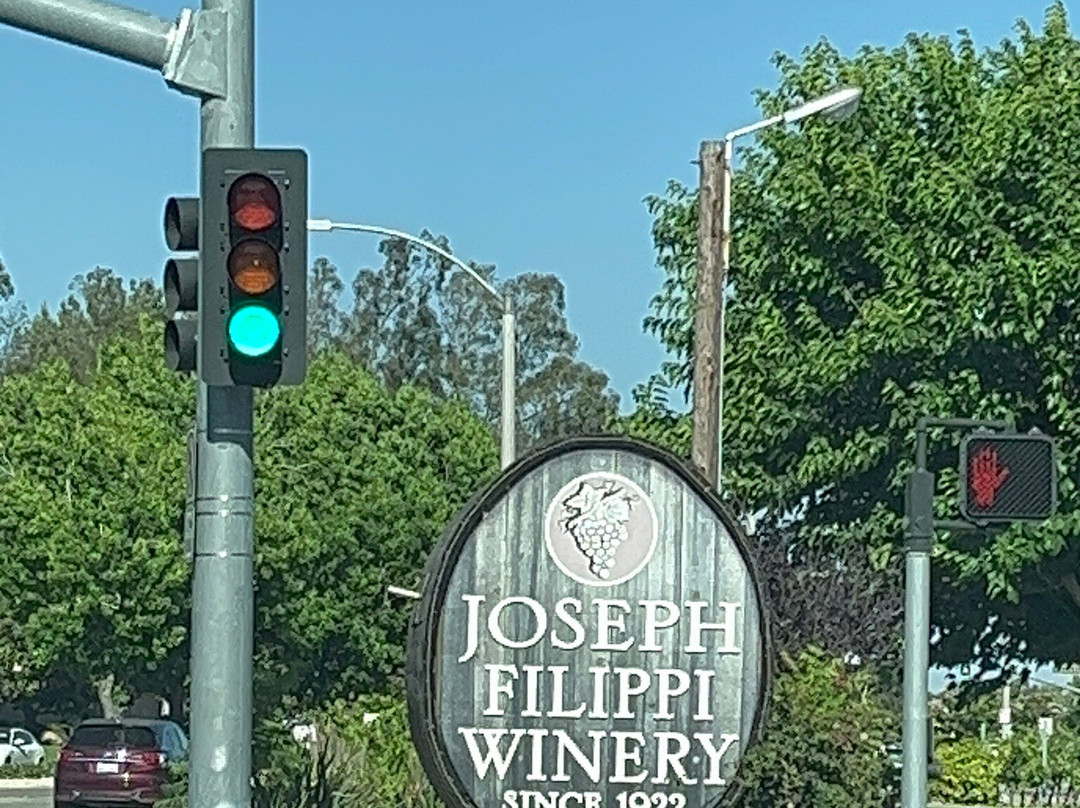 JOSEPH
FILIPPI
WINERY
SINCE 1922